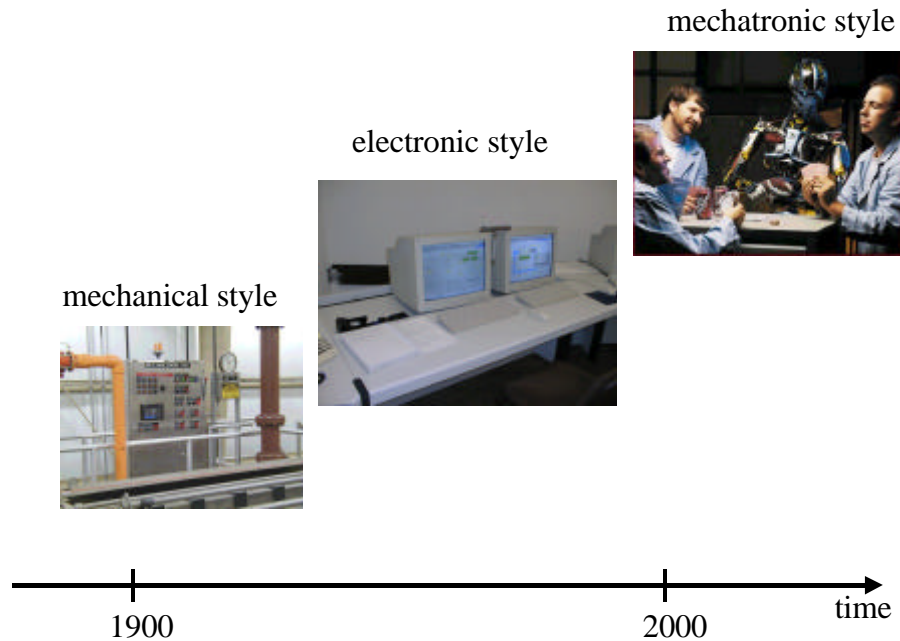 mechatronic style
electronic style
mechanical style
1900
2000
time